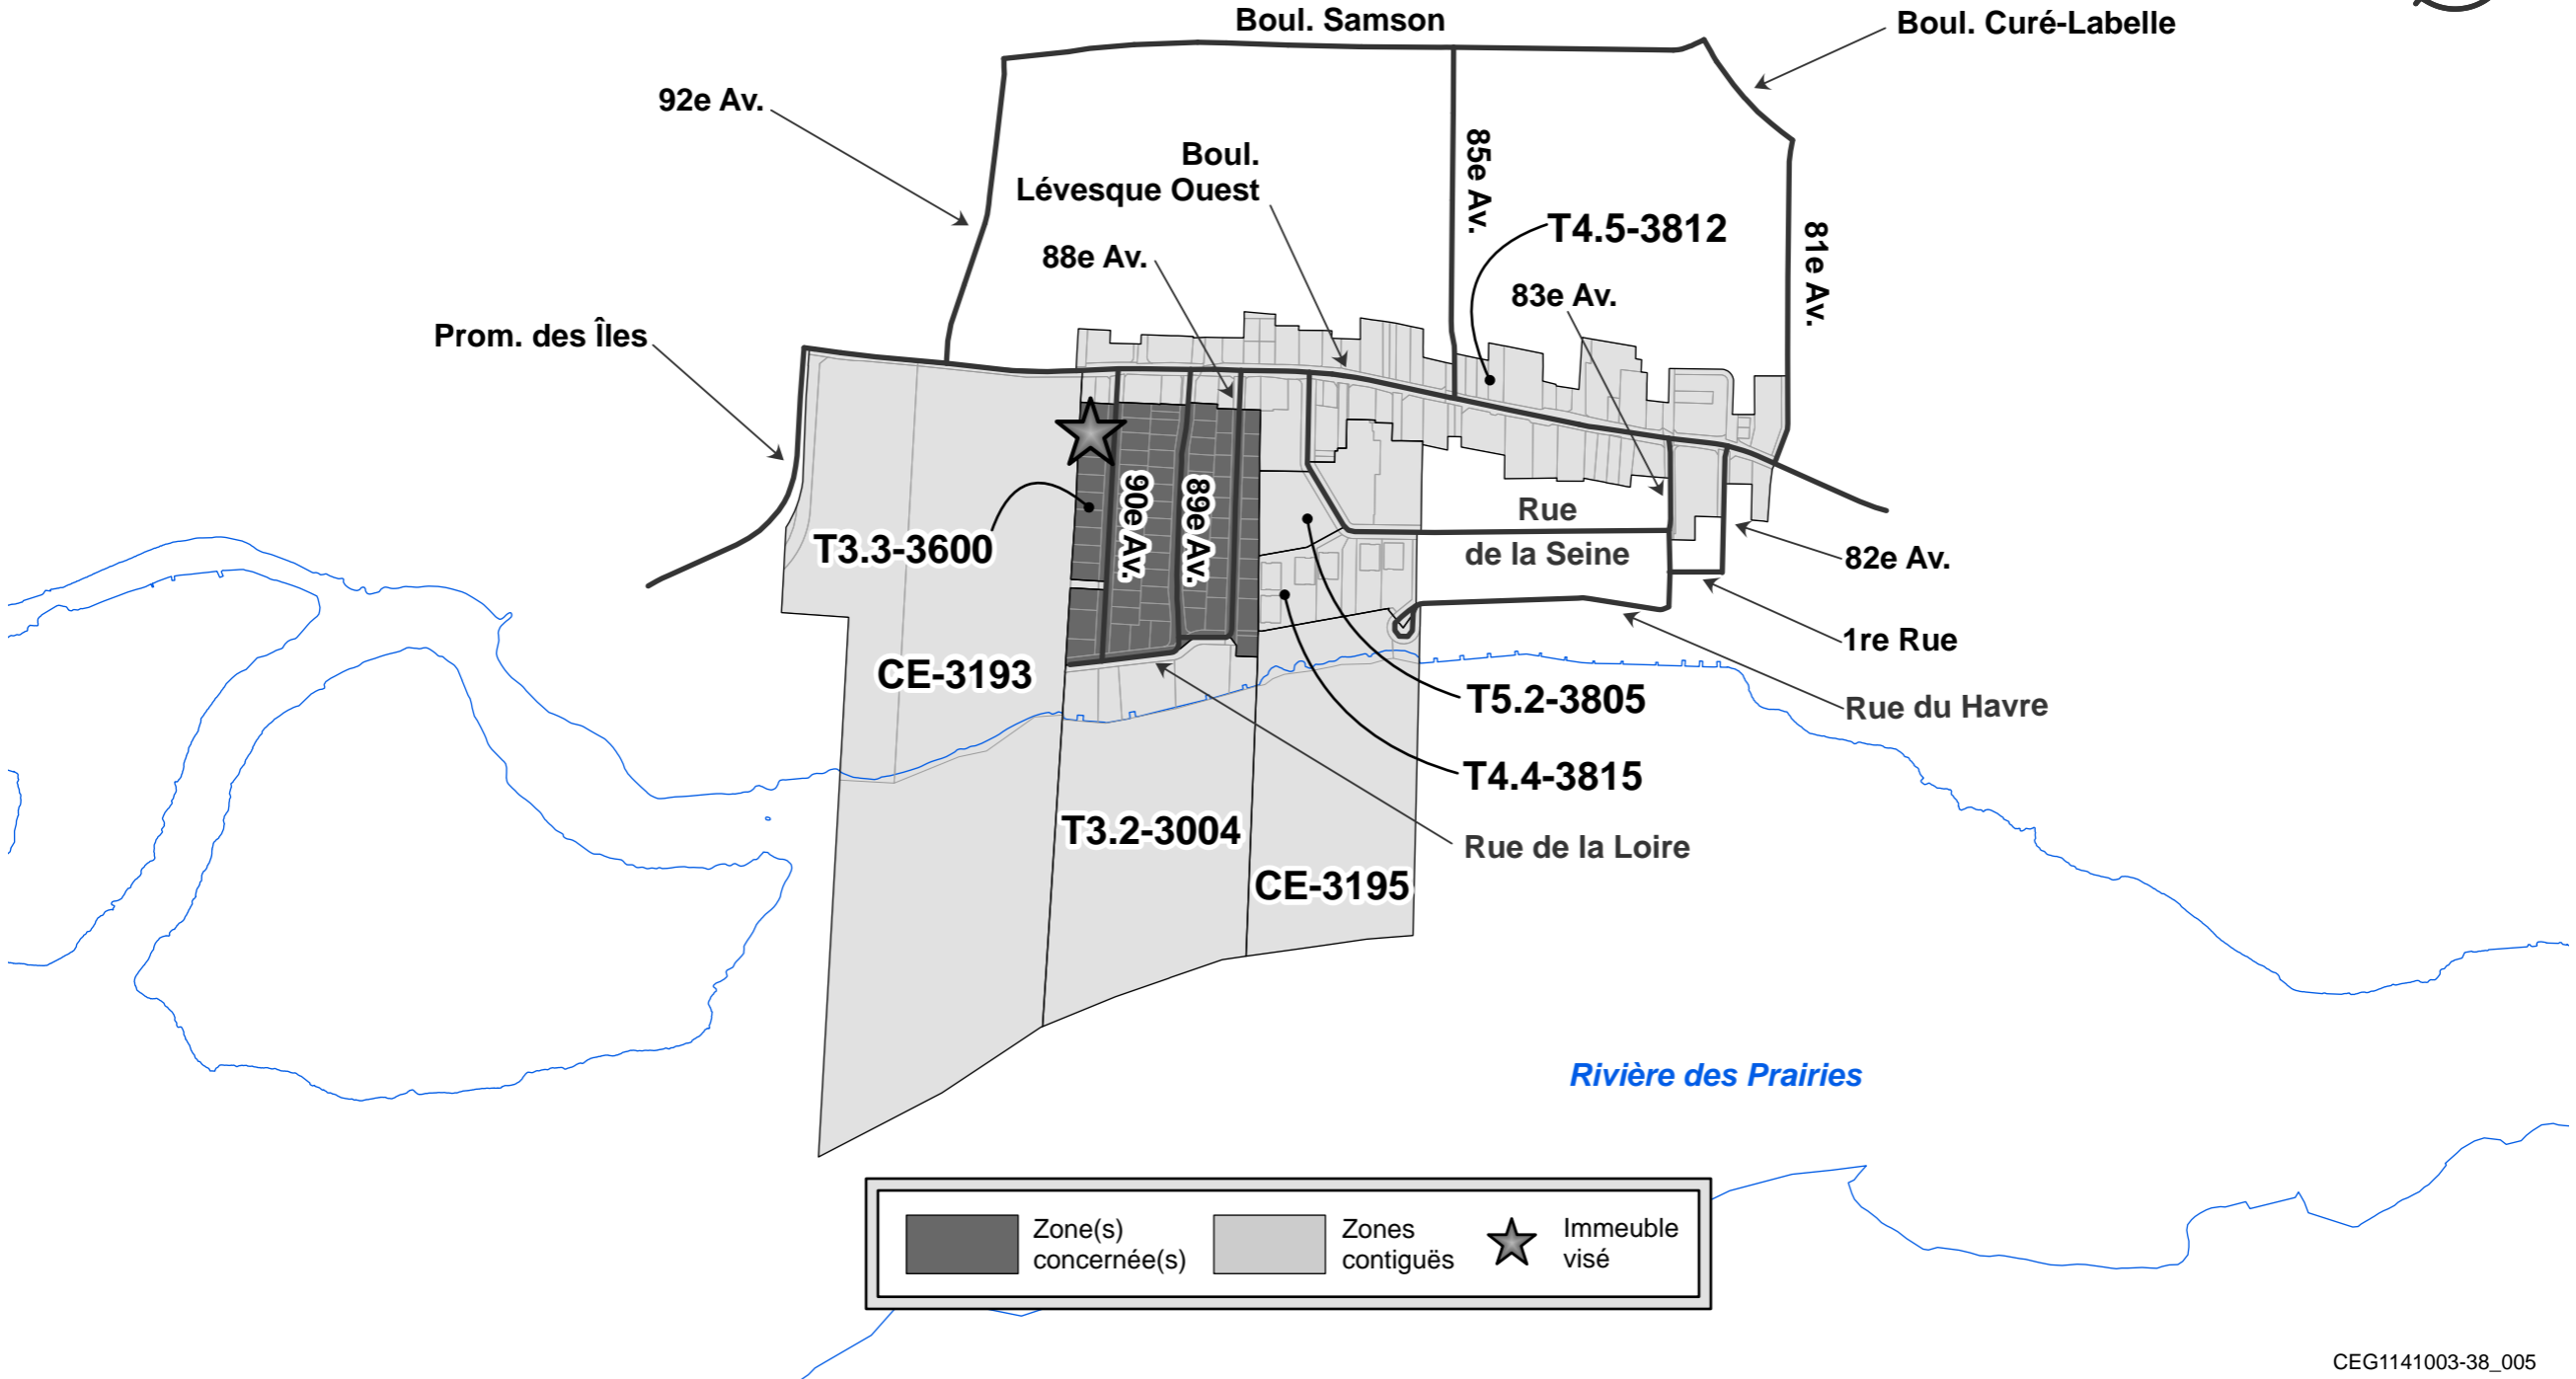 Boul. Samson
Boul. Curé-Labelle
92e Av.
Boul.
Lévesque Ouest
85e Av.
T4.5-3812
81e Av.
88e Av.
83e Av.
Prom. des Îles
90e Av.
89e Av.
Rue
de la Seine
T3.3-3600
82e Av.
1re Rue
CE-3193
T5.2-3805
Rue du Havre
T4.4-3815
T3.2-3004
Rue de la Loire
CE-3195
Rivière des Prairies
Zone(s)
concernée(s)
Zones
contiguës
Immeuble
visé
CEG1141003-38_005